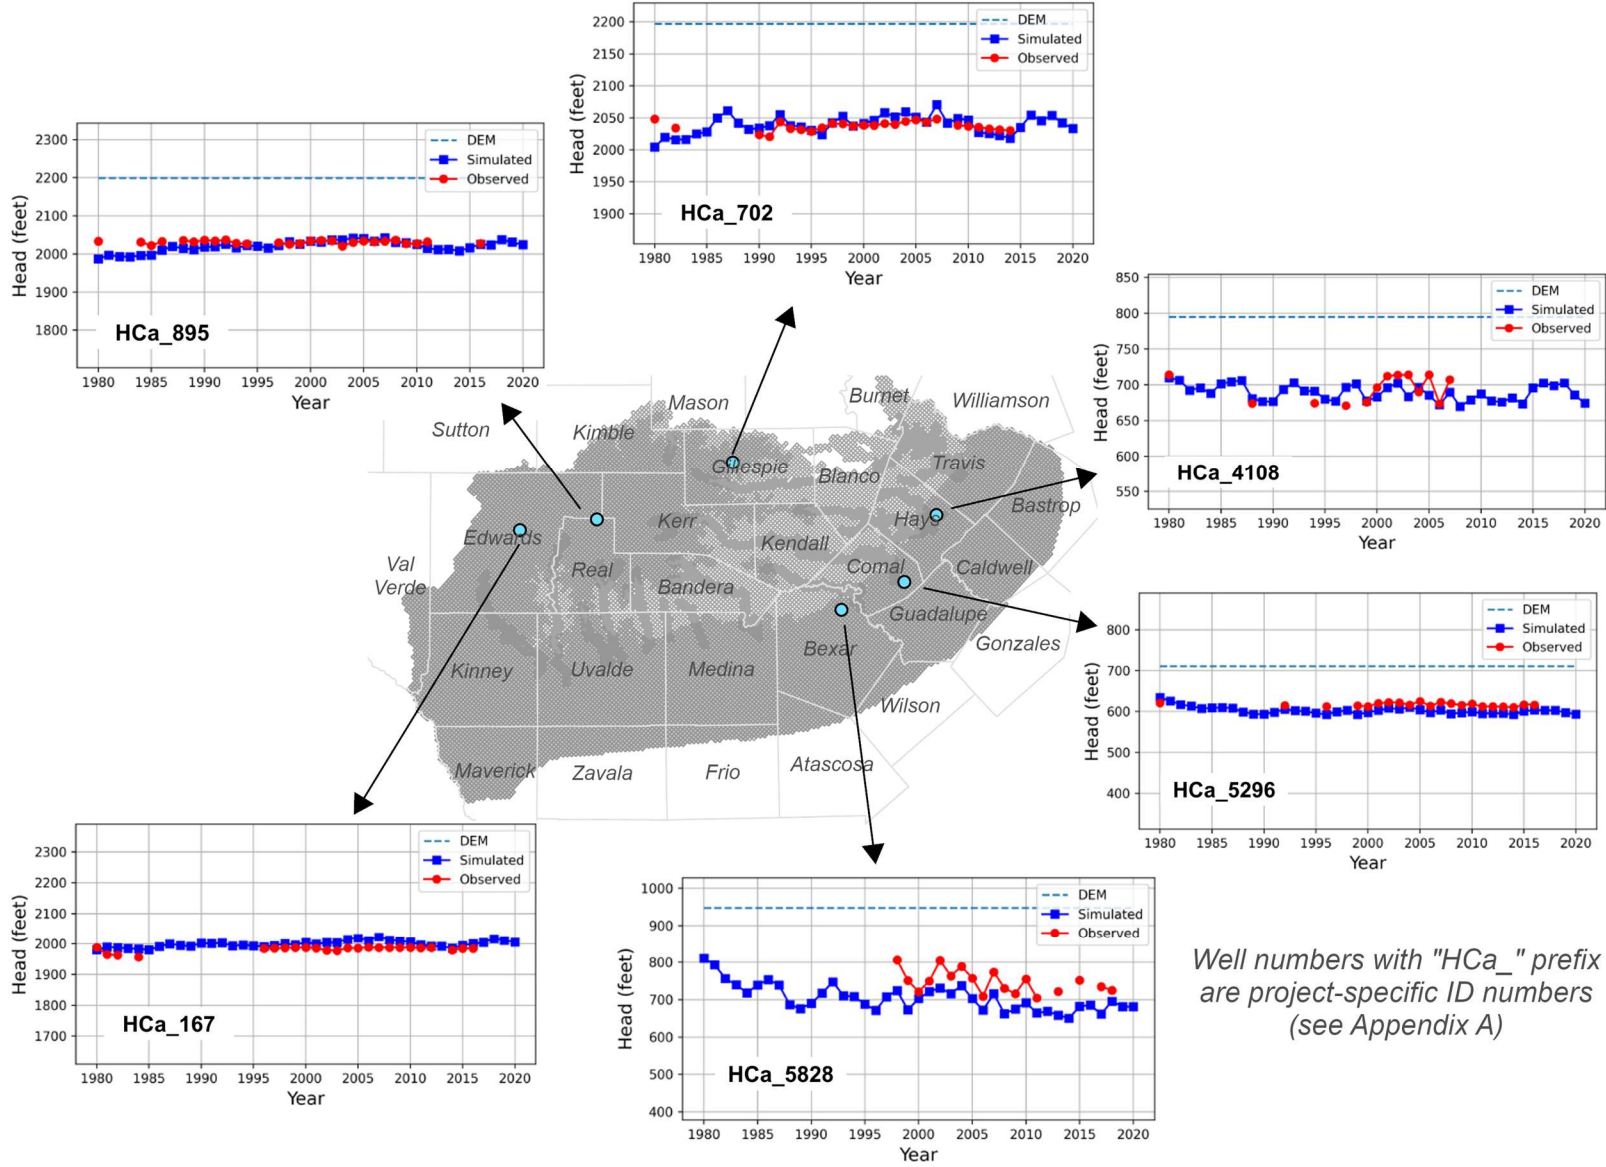 DEM
Simulated
Observed
2200
2150
2100
2050
2000
1950
1900
Head (feet)
HCa_702
1980 1985 1990 1995 2000 2005 2010 2015 2020
Year
DEM
Simulated
Observed
2300
2200
2100
2000
1900
1800
Head (feet)
HCa_895
1980 1985 1990 1995 2000 2005 2010 2015 2020
Year
DEM
Simulated
Observed
850
800
750
700
650
600
550
Head (feet)
HCa_4108
1980 1985 1990 1995 2000 2005 2010 2015 2020
Year
Mason
Burnet
Williamson
Sutton
Kimble
Gillespie
Blanco
Travis
Bastrop
Edwards
Kerr
Hays
Kendall
Val
Verde
Real
Bandera
Comal
Caldwell
Guadalupe
Gonzales
Kinney
Uvalde
Medina
Bexar
Wilson
Maverick
Zavala
Frio
Atascosa
DEM
Simulated
Observed
800
700
600
500
400
Head (feet)
HCa_5296
1980 1985 1990 1995 2000 2005 2010 2015 2020
Year
DEM
Simulated
Observed
2300
2200
2100
2000
1900
1800
1700
Head (feet)
HCa_167
1980 1985 1990 1995 2000 2005 2010 2015 2020
Year
DEM
Simulated
Observed
1000
900
800
700
600
500
400
Head (feet)
HCa_5828
1980 1985 1990 1995 2000 2005 2010 2015 2020
Year
Well numbers with "HCa_" prefix
are project-specific ID numbers
(see Appendix A)